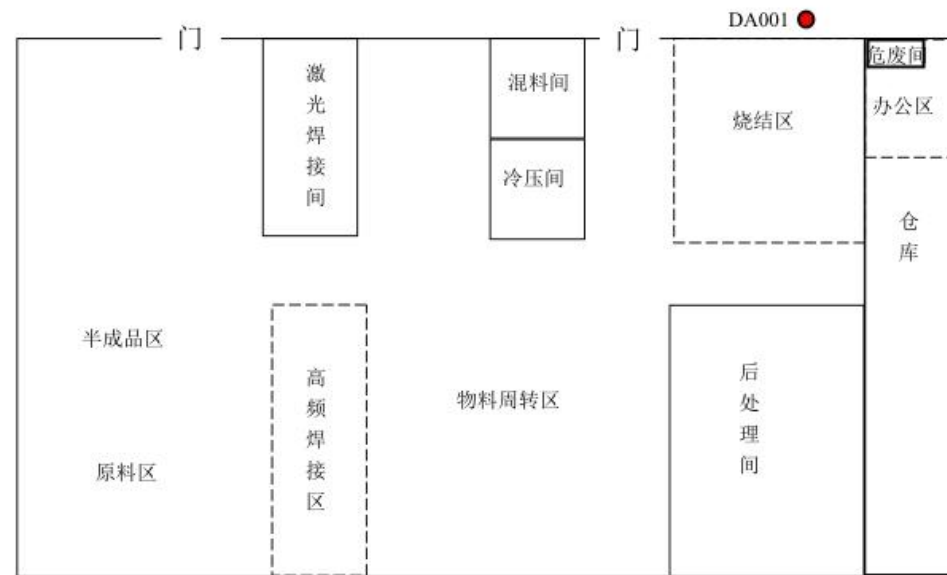 DA001
门
门
激光焊接间
混料间
冷压间
烧结区
危废间
办公区
仓库
半成品区
原料区
高频焊接区
物料周转区
后处理间